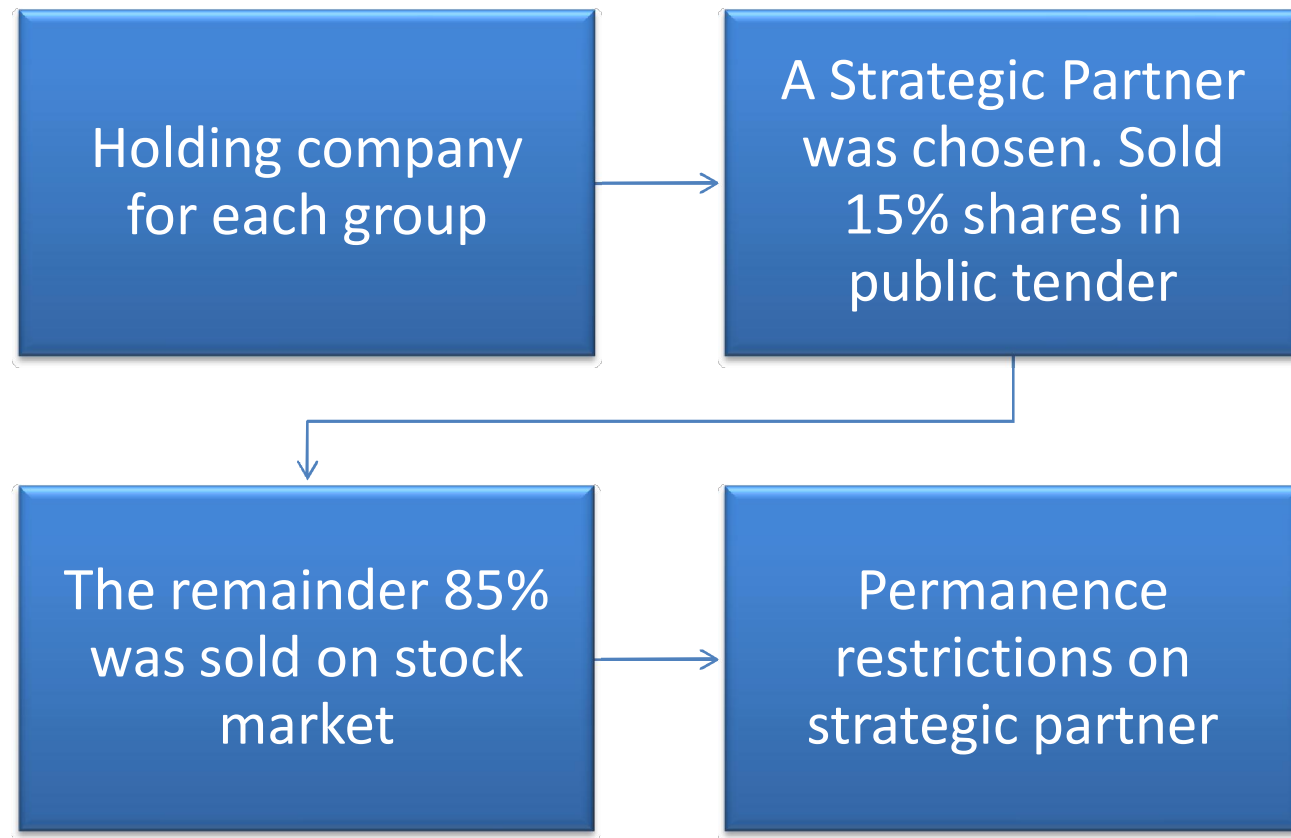 Holding company
for each group
A Strategic Partner
was chosen. Sold
15% shares in
public tender
The remainder 85%
was sold on stock
market
Permanence
restrictions on
strategic partner